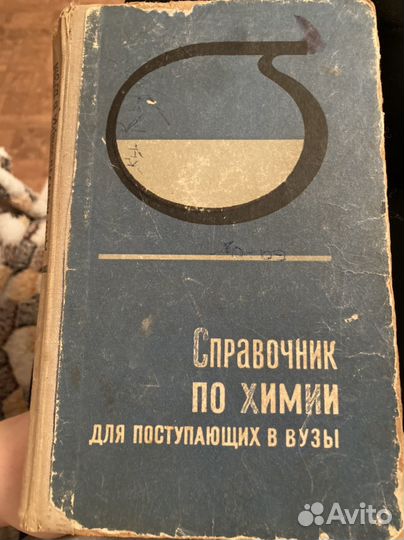 Справочник
по химии
для поступающих в вузы
Avito